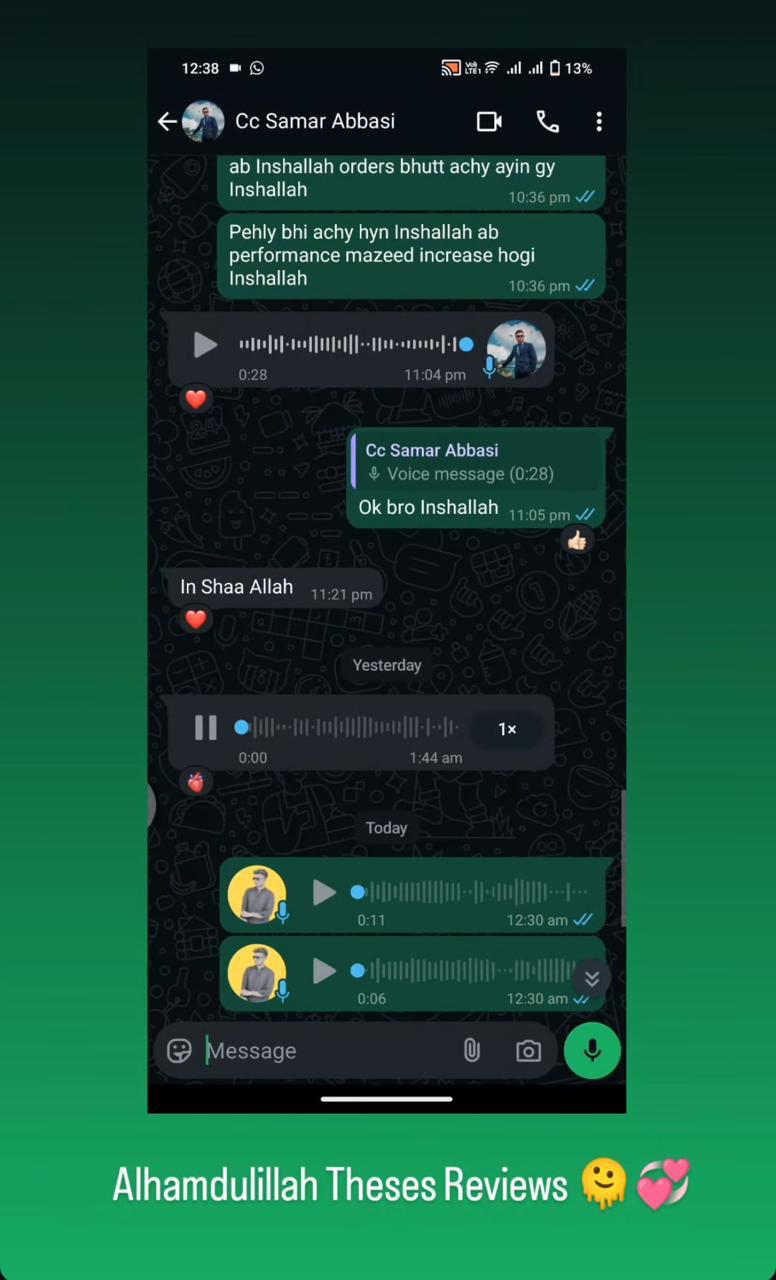 12:38
VoLTE1
13%
Cc Samar Abbasi
ab Inshallah orders bhutt achy ayin gy
Inshallah
10:36 pm
Pehly bhi achy hyn Inshallah ab
performance mazeed increase hogi
Inshallah
10:36 pm
0:28
11:04 pm
Cc Samar Abbasi
Voice message (0:28)
Ok bro Inshallah
11:05 pm
In Shaa Allah
11:21 pm
Yesterday
1×
0:00
1:44 am
Today
0:11
12:30 am
0:06
12:30 am
Message
Alhamdulillah Theses Reviews 🫠 💞